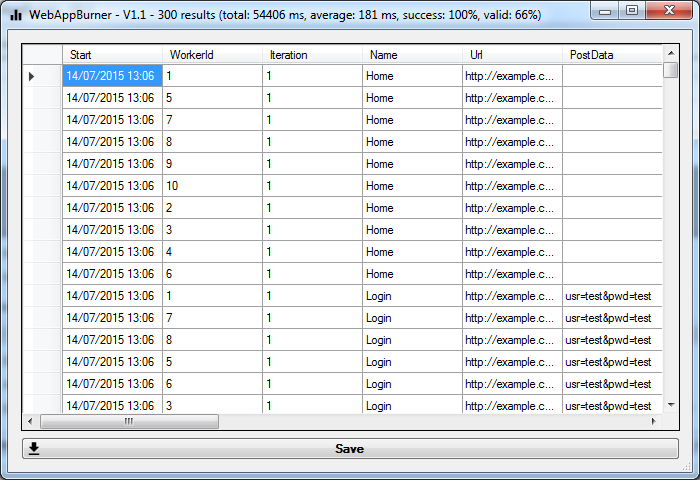 WebAppBurner - V1.1 - 300 results (total: 54406 ms, average: 181 ms, success: 100%, valid: 66%)
Start WorkerId Iteration Name Url PostData
14/07/2015 13:06 1 1 Home http://example.c...
14/07/2015 13:06 5 1 Home http://example.c...
14/07/2015 13:06 7 1 Home http://example.c...
14/07/2015 13:06 8 1 Home http://example.c...
14/07/2015 13:06 9 1 Home http://example.c...
14/07/2015 13:06 10 1 Home http://example.c...
14/07/2015 13:06 2 1 Home http://example.c...
14/07/2015 13:06 3 1 Home http://example.c...
14/07/2015 13:06 4 1 Home http://example.c...
14/07/2015 13:06 6 1 Home http://example.c...
14/07/2015 13:06 1 1 Login http://example.c... usr=test&pwd=test
14/07/2015 13:06 7 1 Login http://example.c... usr=test&pwd=test
14/07/2015 13:06 8 1 Login http://example.c... usr=test&pwd=test
14/07/2015 13:06 5 1 Login http://example.c... usr=test&pwd=test
14/07/2015 13:06 6 1 Login http://example.c... usr=test&pwd=test
14/07/2015 13:06 3 1 Login http://example.c... usr=test&pwd=test
Save